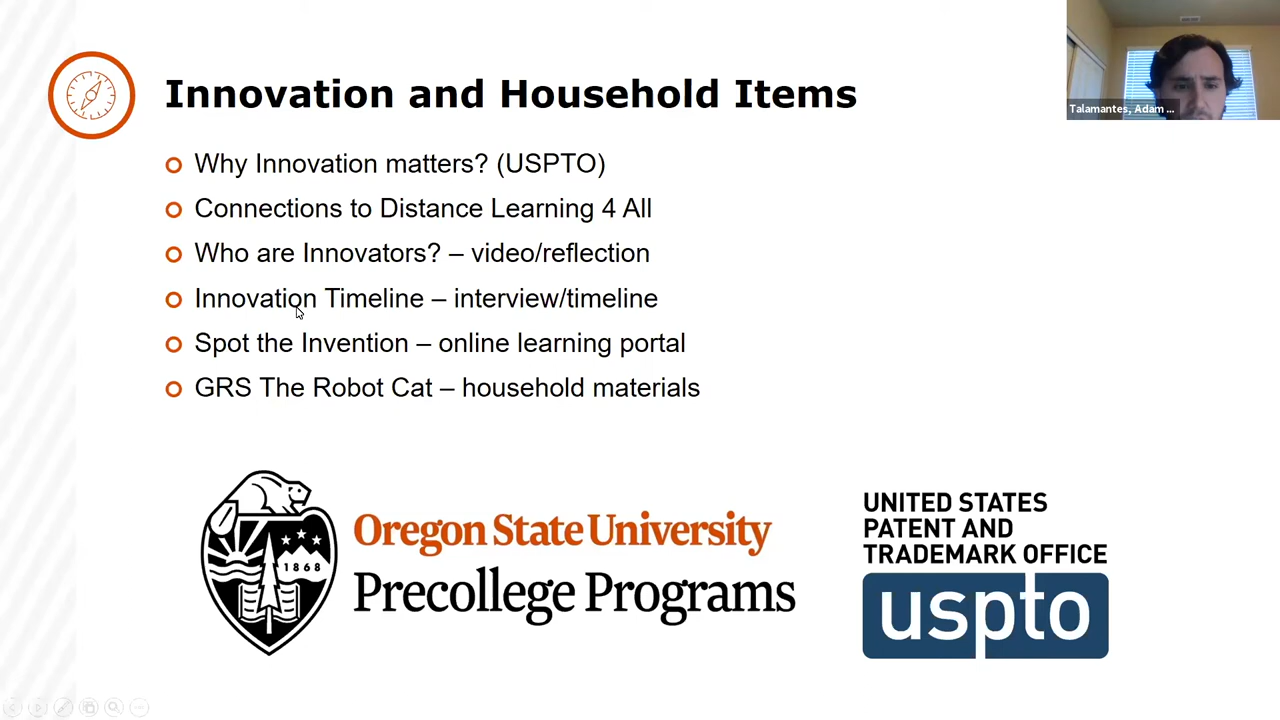 Innovation and Household Items
Talamantes, Adam ...
Why Innovation matters? (USPTO)
Connections to Distance Learning 4 All
Who are Innovators? – video/reflection
Innovation Timeline – interview/timeline
Spot the Invention – online learning portal
GRS The Robot Cat – household materials
1868
Oregon State University
Precollege Programs
UNITED STATES
PATENT AND
TRADEMARK OFFICE
uspto